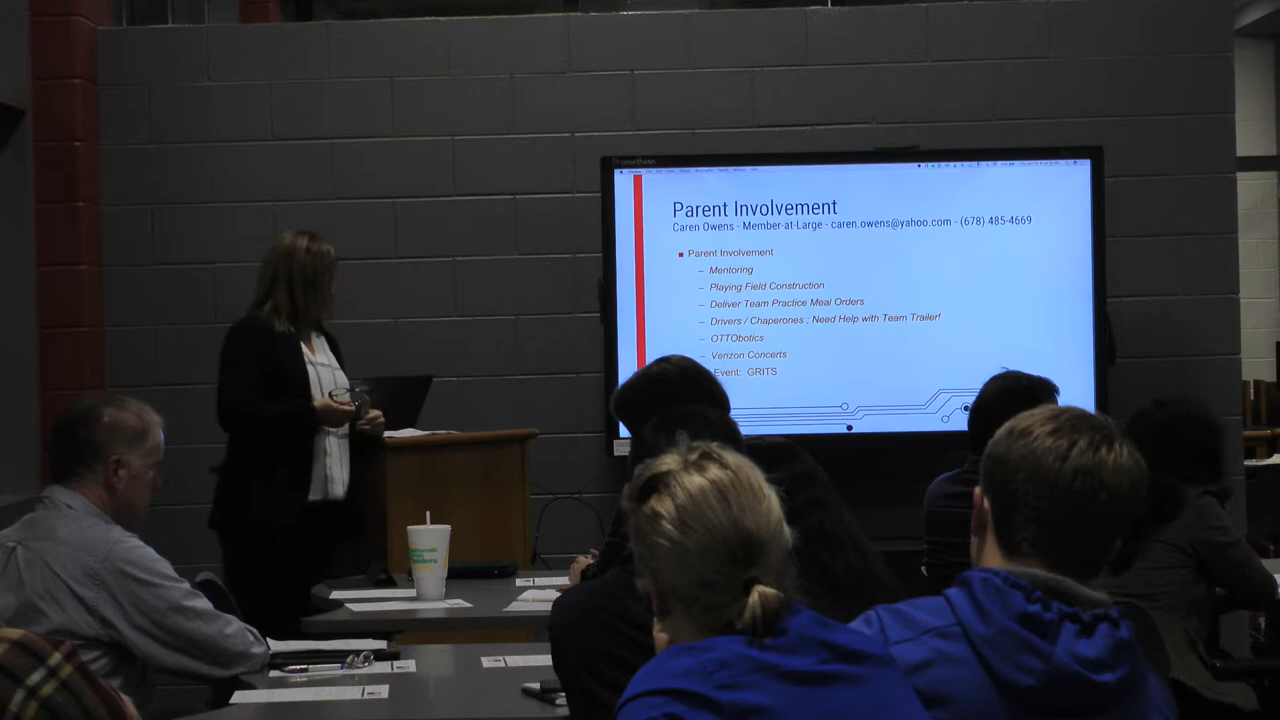 Promethean
Parent Involvement
Caren Owens - Member-at-Large - caren.owens@yahoo.com - (678) 485-4669
■ Parent Involvement
– Mentoring
– Playing Field Construction
– Deliver Team Practice Meal Orders
– Drivers / Chaperones ; Need Help with Team Trailer!
– OTTObotics
– Verizon Concerts
Event: GRITS